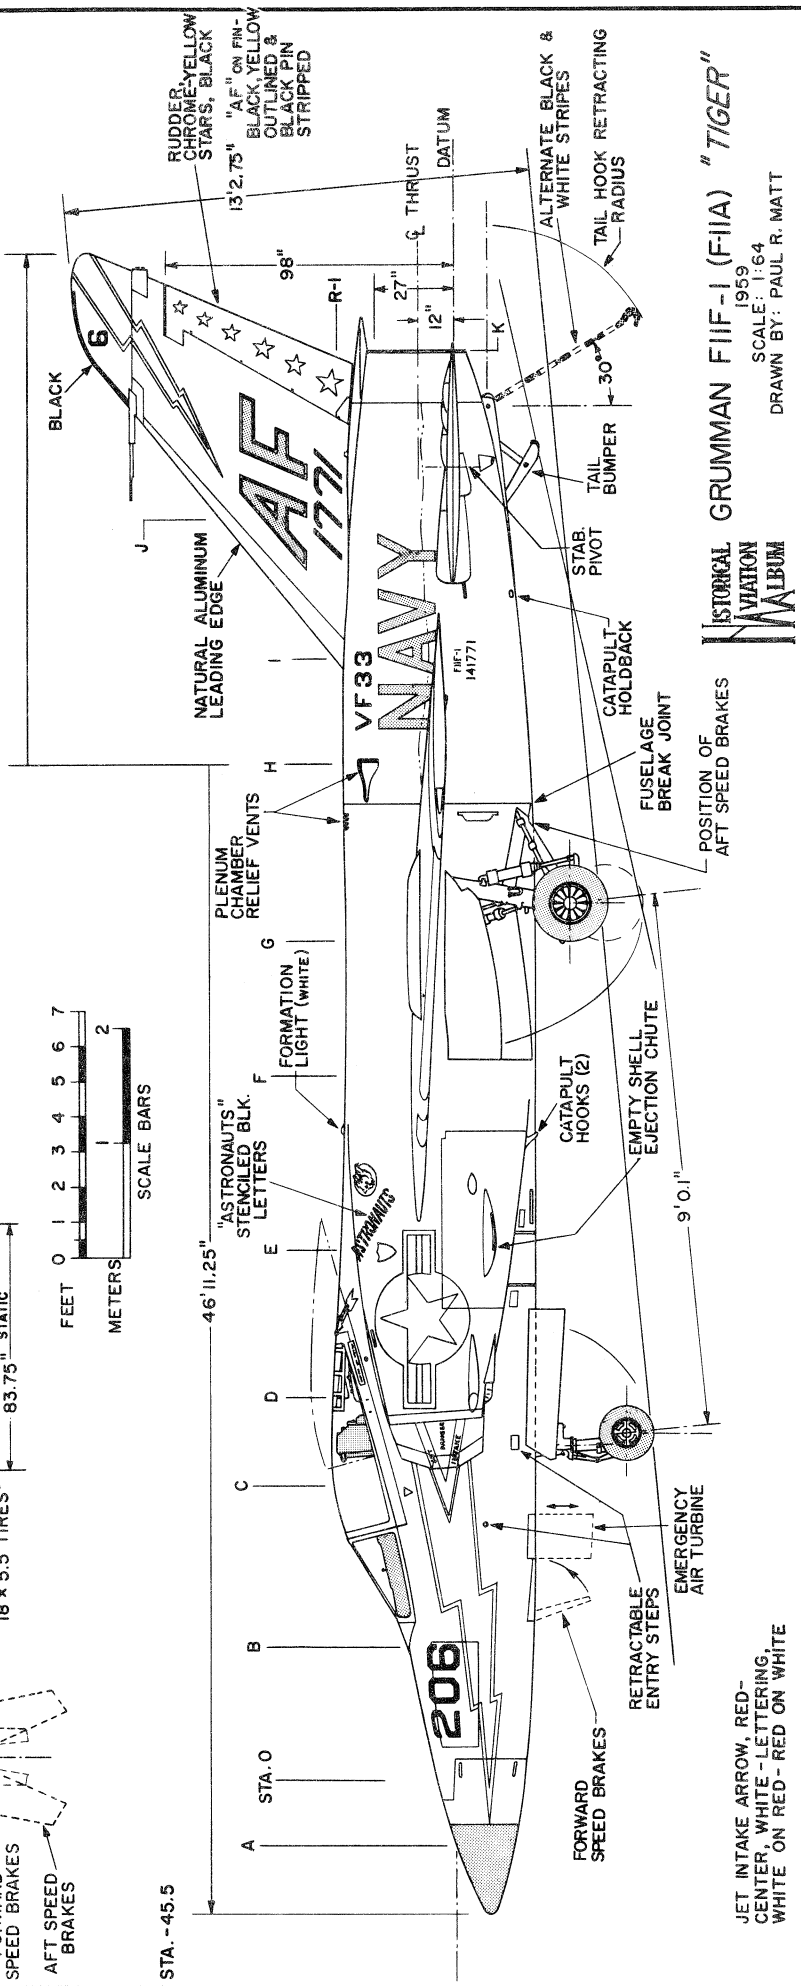 RUDDER,
CHROME-YELLOW
STARS, BLACK
13'2.75"
"AF" ON FIN-
BLACK, YELLOW
OUTLINED &
BLACK PIN
STRIPPED
℄ THRUST
DATUM
ALTERNATE BLACK &
WHITE STRIPES
TAIL HOOK RETRACTING
RADIUS
98"
27"
12"
R-1
K
30°
BLACK
6
AF
1771
J
NATURAL ALUMINUM
LEADING EDGE
TAIL
BUMPER
STAB.
PIVOT
CATAPULT
HOLDBACK
FUSELAGE
BREAK JOINT
POSITION OF
AFT SPEED BRAKES
NAVY
VF33
F11F-1
141771
I
H
PLENUM
CHAMBER
RELIEF VENTS
G
FORMATION
LIGHT (WHITE)
F
"ASTRONAUTS"
STENCILED BLK.
LETTERS
ASTRONAUTS
E
46'11.25"
CATAPULT
HOOKS (2)
EMPTY SHELL
EJECTION CHUTE
9'0.1"
D
C
DANGER
INTAKE
JET
B
206
STA. 0
A
STA. -45.5
RETRACTABLE
ENTRY STEPS
EMERGENCY
AIR TURBINE
FORWARD
SPEED BRAKES
JET INTAKE ARROW, RED-
CENTER, WHITE - LETTERING,
WHITE ON RED - RED ON WHITE
FEET
0 1 2 3 4 5 6 7
METERS
1 2
SCALE BARS
83.75" STATIC
18 x 5.5 TIRES
SPEED BRAKES
AFT SPEED
BRAKES
HISTORICAL
AVIATION
ALBUM
GRUMMAN F11F-1 (F11A) "TIGER"
1959
SCALE: 1:64
DRAWN BY: PAUL R. MATT